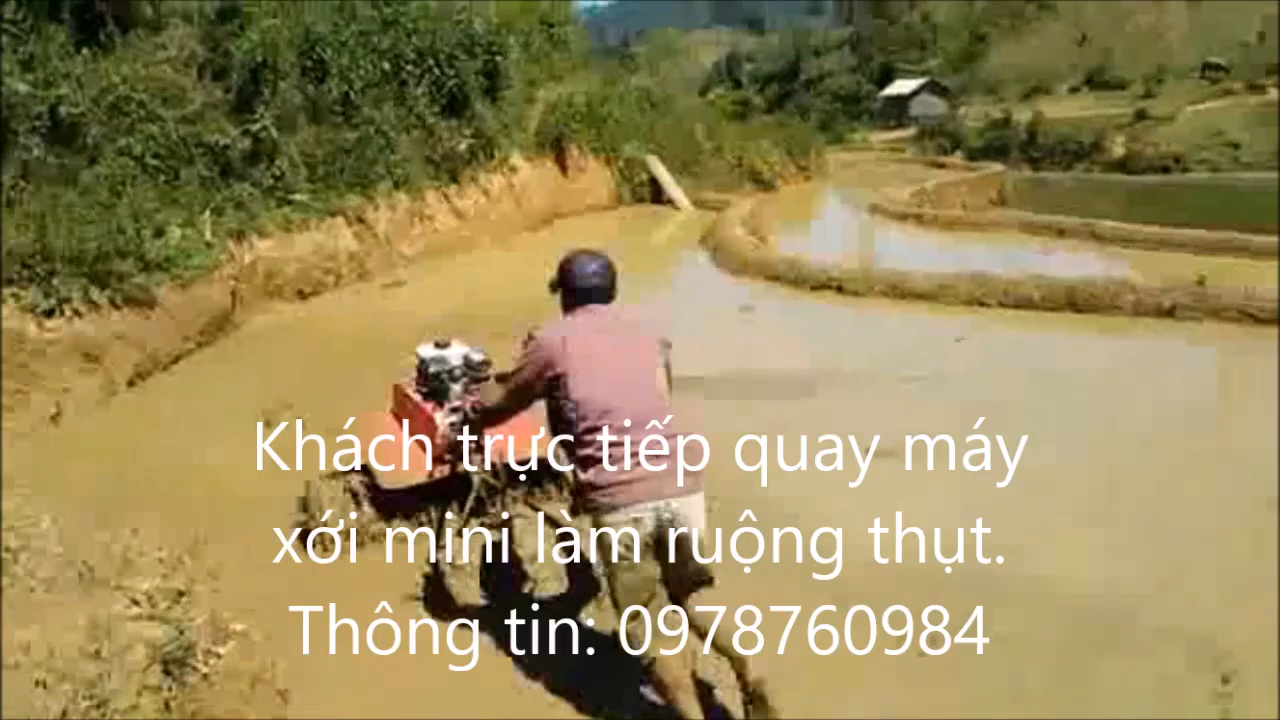 Khách trực tiếp quay máy
xới mini làm ruộng thụt.
Thông tin: 0978760984